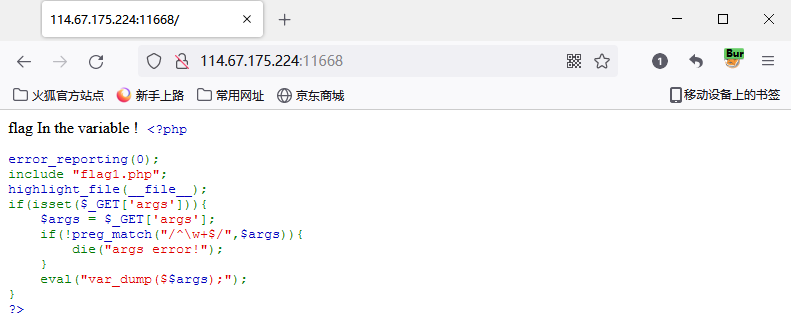 114.67.175.224:11668/
114.67.175.224:11668
1
Bur
火狐官方站点 新手上路 常用网址 京东商城 移动设备上的书签
flag In the variable ! <?php
error_reporting(0);
include "flag1.php";
highlight_file(__file__);
if(isset($_GET['args'])){
    $args = $_GET['args'];
    if(!preg_match("/^\w+$/",$args)){
        die("args error!");
    }
    eval("var_dump($$args);");
}
?>